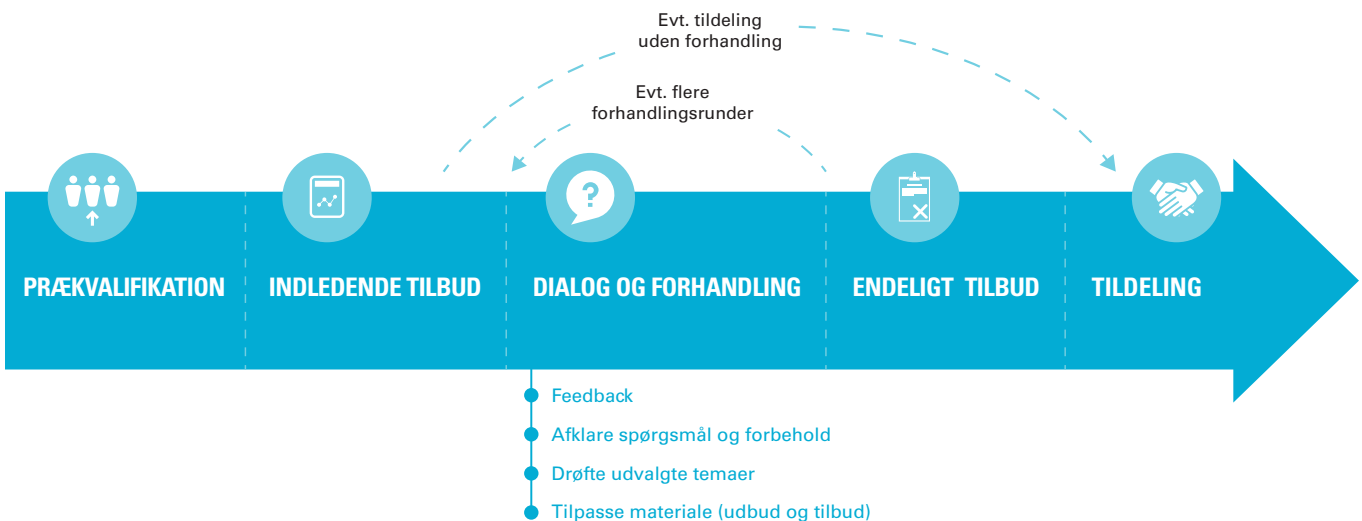 Evt. tildeling
uden forhandling
Evt. flere
forhandlingsrunder
?
PRÆKVALIFIKATION
INDLEDENDE TILBUD
DIALOG OG FORHANDLING
ENDELIGT TILBUD
TILDELING
Feedback
Afklare spørgsmål og forbehold
Drøfte udvalgte temaer
Tilpasse materiale (udbud og tilbud)